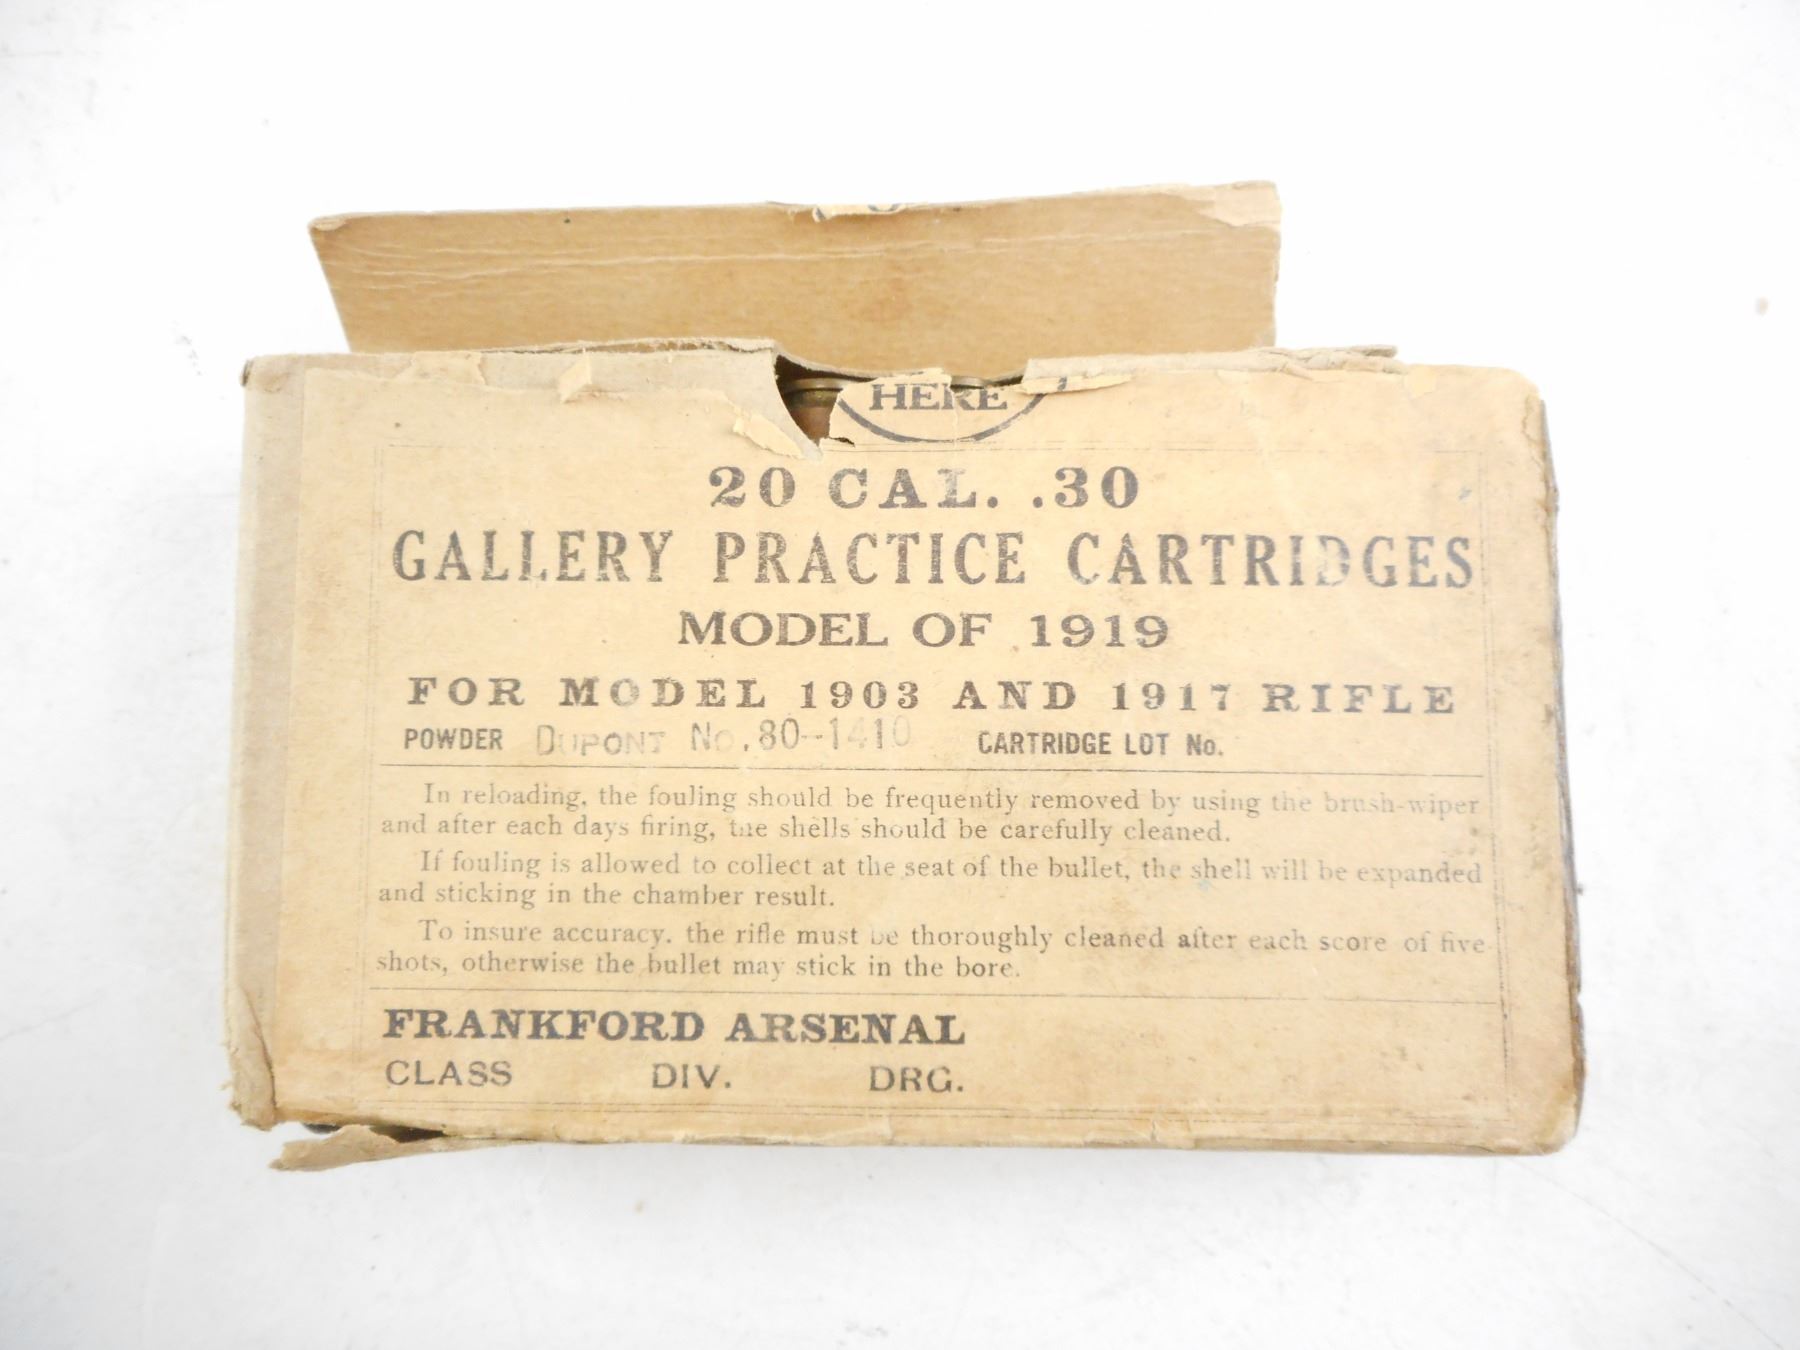 HERE
20 CAL. .30
GALLERY PRACTICE CARTRIDGES
MODEL OF 1919
FOR MODEL 1903 AND 1917 RIFLE
POWDER DUPONT No.80-1410 CARTRIDGE LOT No.
In reloading, the fouling should be frequently removed by using the brush-wiper
and after each days firing, the shells should be carefully cleaned.
If fouling is allowed to collect at the seat of the bullet, the shell will be expanded
and sticking in the chamber result.
To insure accuracy. the rifle must be thoroughly cleaned after each score of five
shots, otherwise the bullet may stick in the bore.
FRANKFORD ARSENAL
CLASS DIV. DRG.